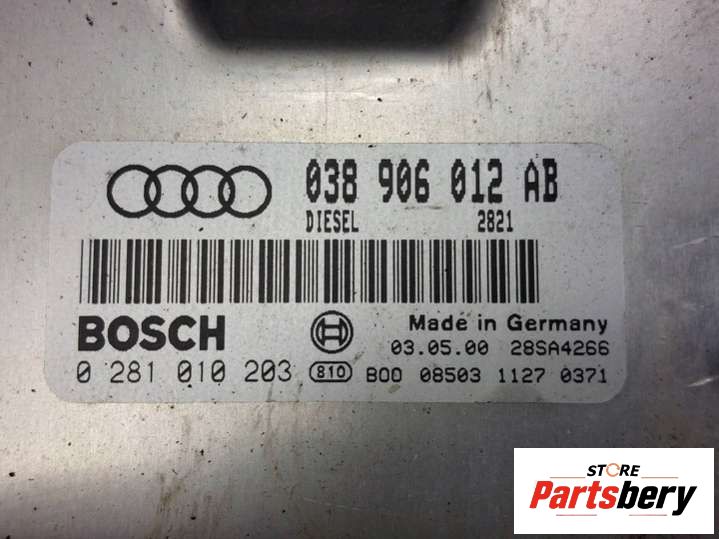 038 906 012 AB
DIESEL 2821
BOSCH
Made in Germany
03.05.00 28SA4266
0 281 010 203 810 B00 08503 1127 0371
STORE
Partsbery